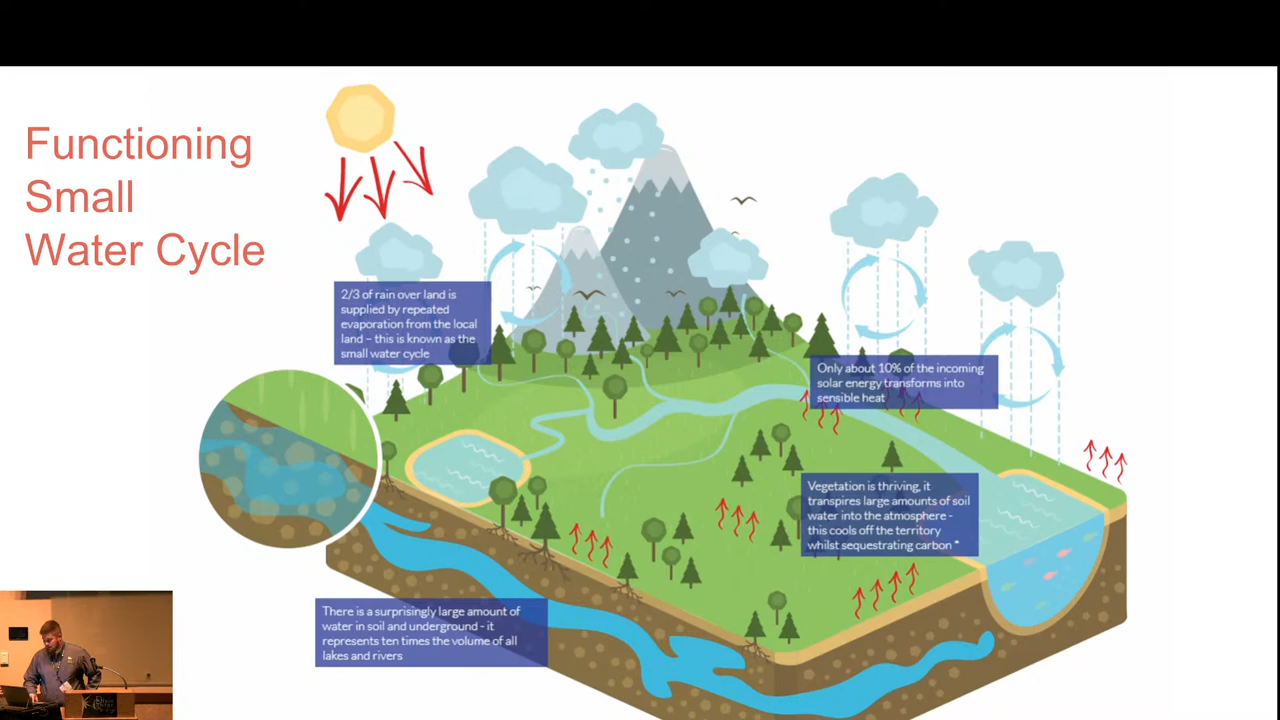 Functioning
Small
Water Cycle
2/3 of rain over land is
supplied by repeated
evaporation from the local
land – this is known as the
small water cycle
Only about 10% of the incoming
solar energy transforms into
sensible heat
Vegetation is thriving, it
transpires large amounts of soil
water into the atmosphere -
this cools off the territory
whilst sequestrating carbon *
There is a surprisingly large amount of
water in soil and underground - it
represents ten times the volume of all
lakes and rivers